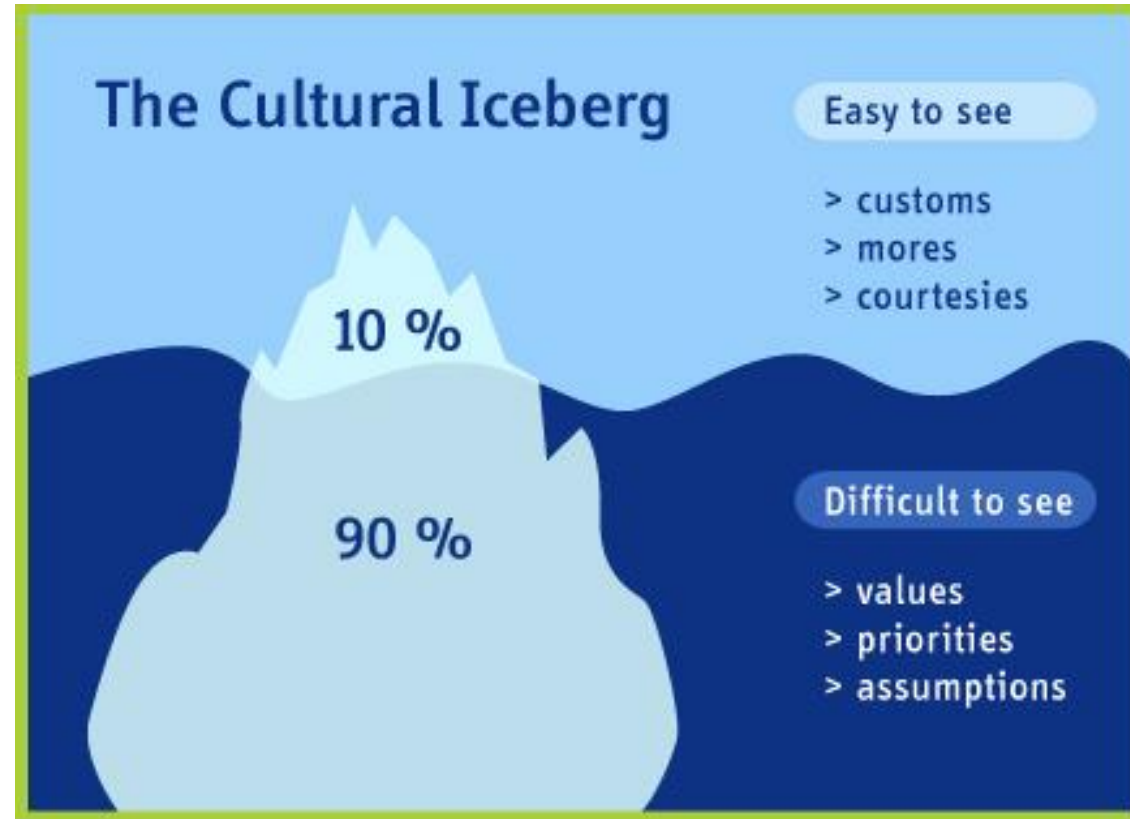 The Cultural Iceberg
Easy to see
> customs
> mores
> courtesies
10 %
90 %
Difficult to see
> values
> priorities
> assumptions